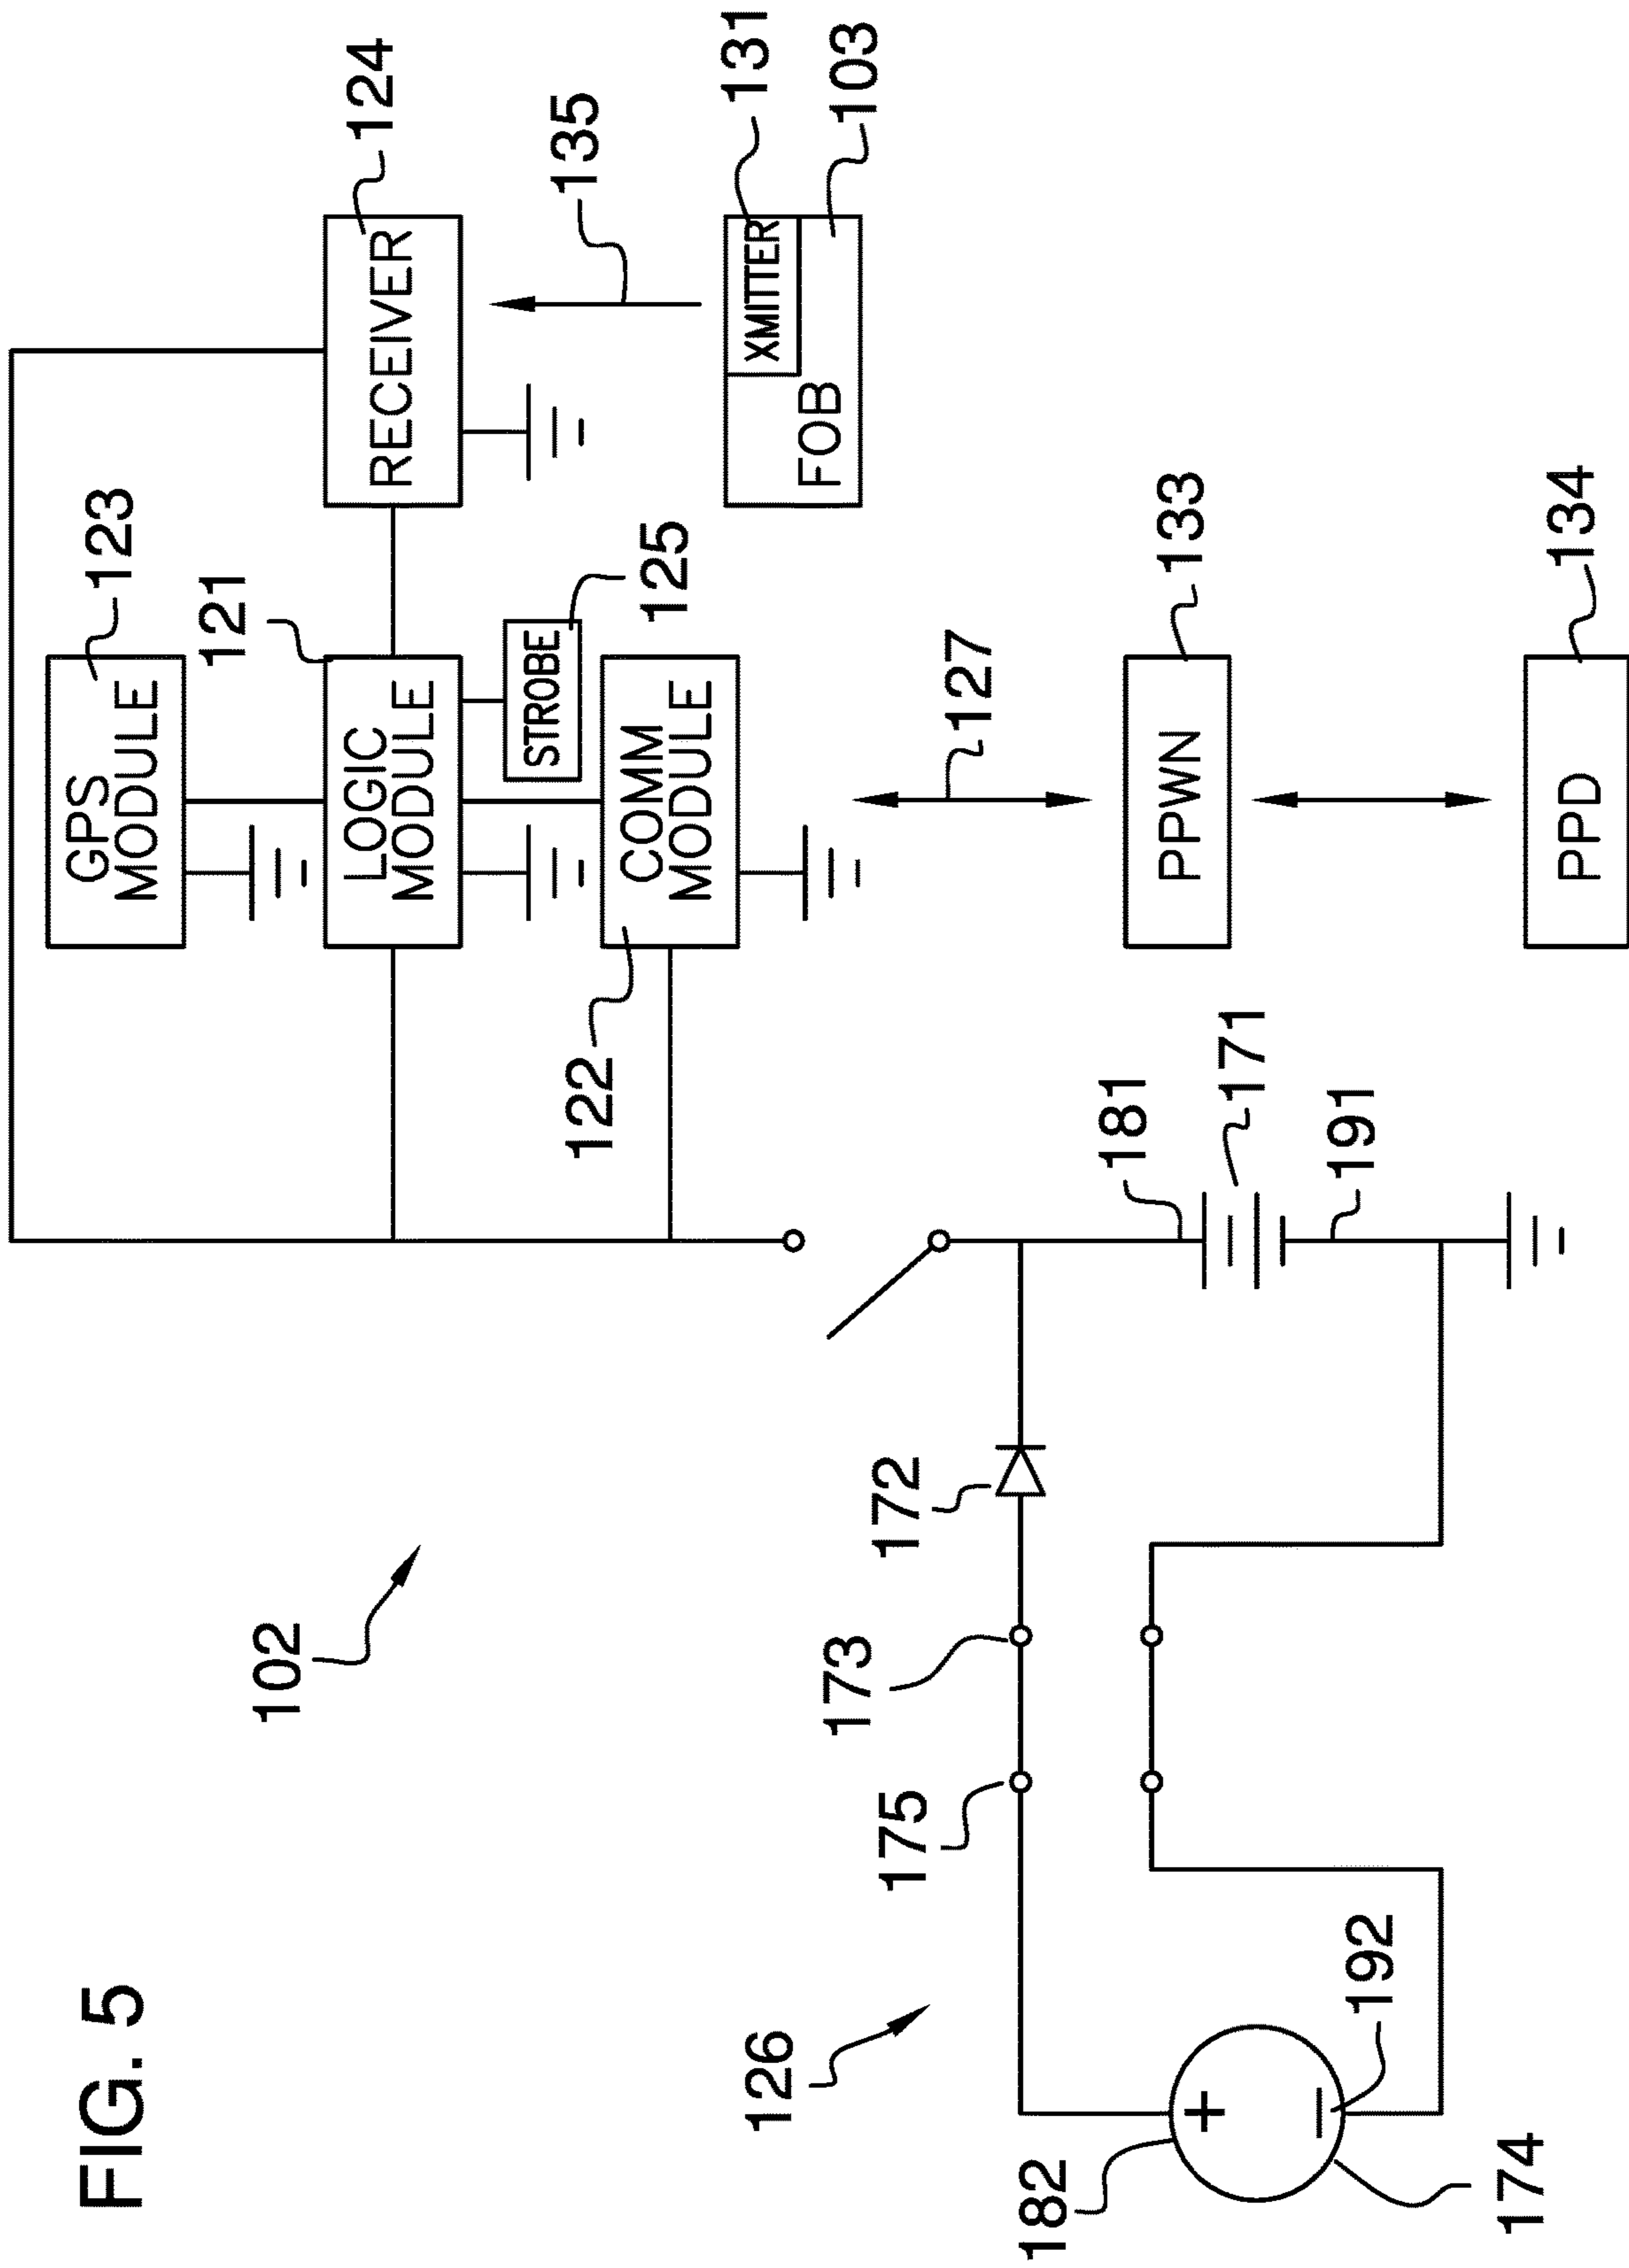 FIG. 5
102
GPS
MODULE
123
LOGIC
MODULE
121
RECEIVER
124
STROBE
125
COMM
MODULE
122
135
XMITTER
131
FOB
103
127
PPWN
133
PPD
134
126
182
+
−
192
174
175
173
172
181
171
191